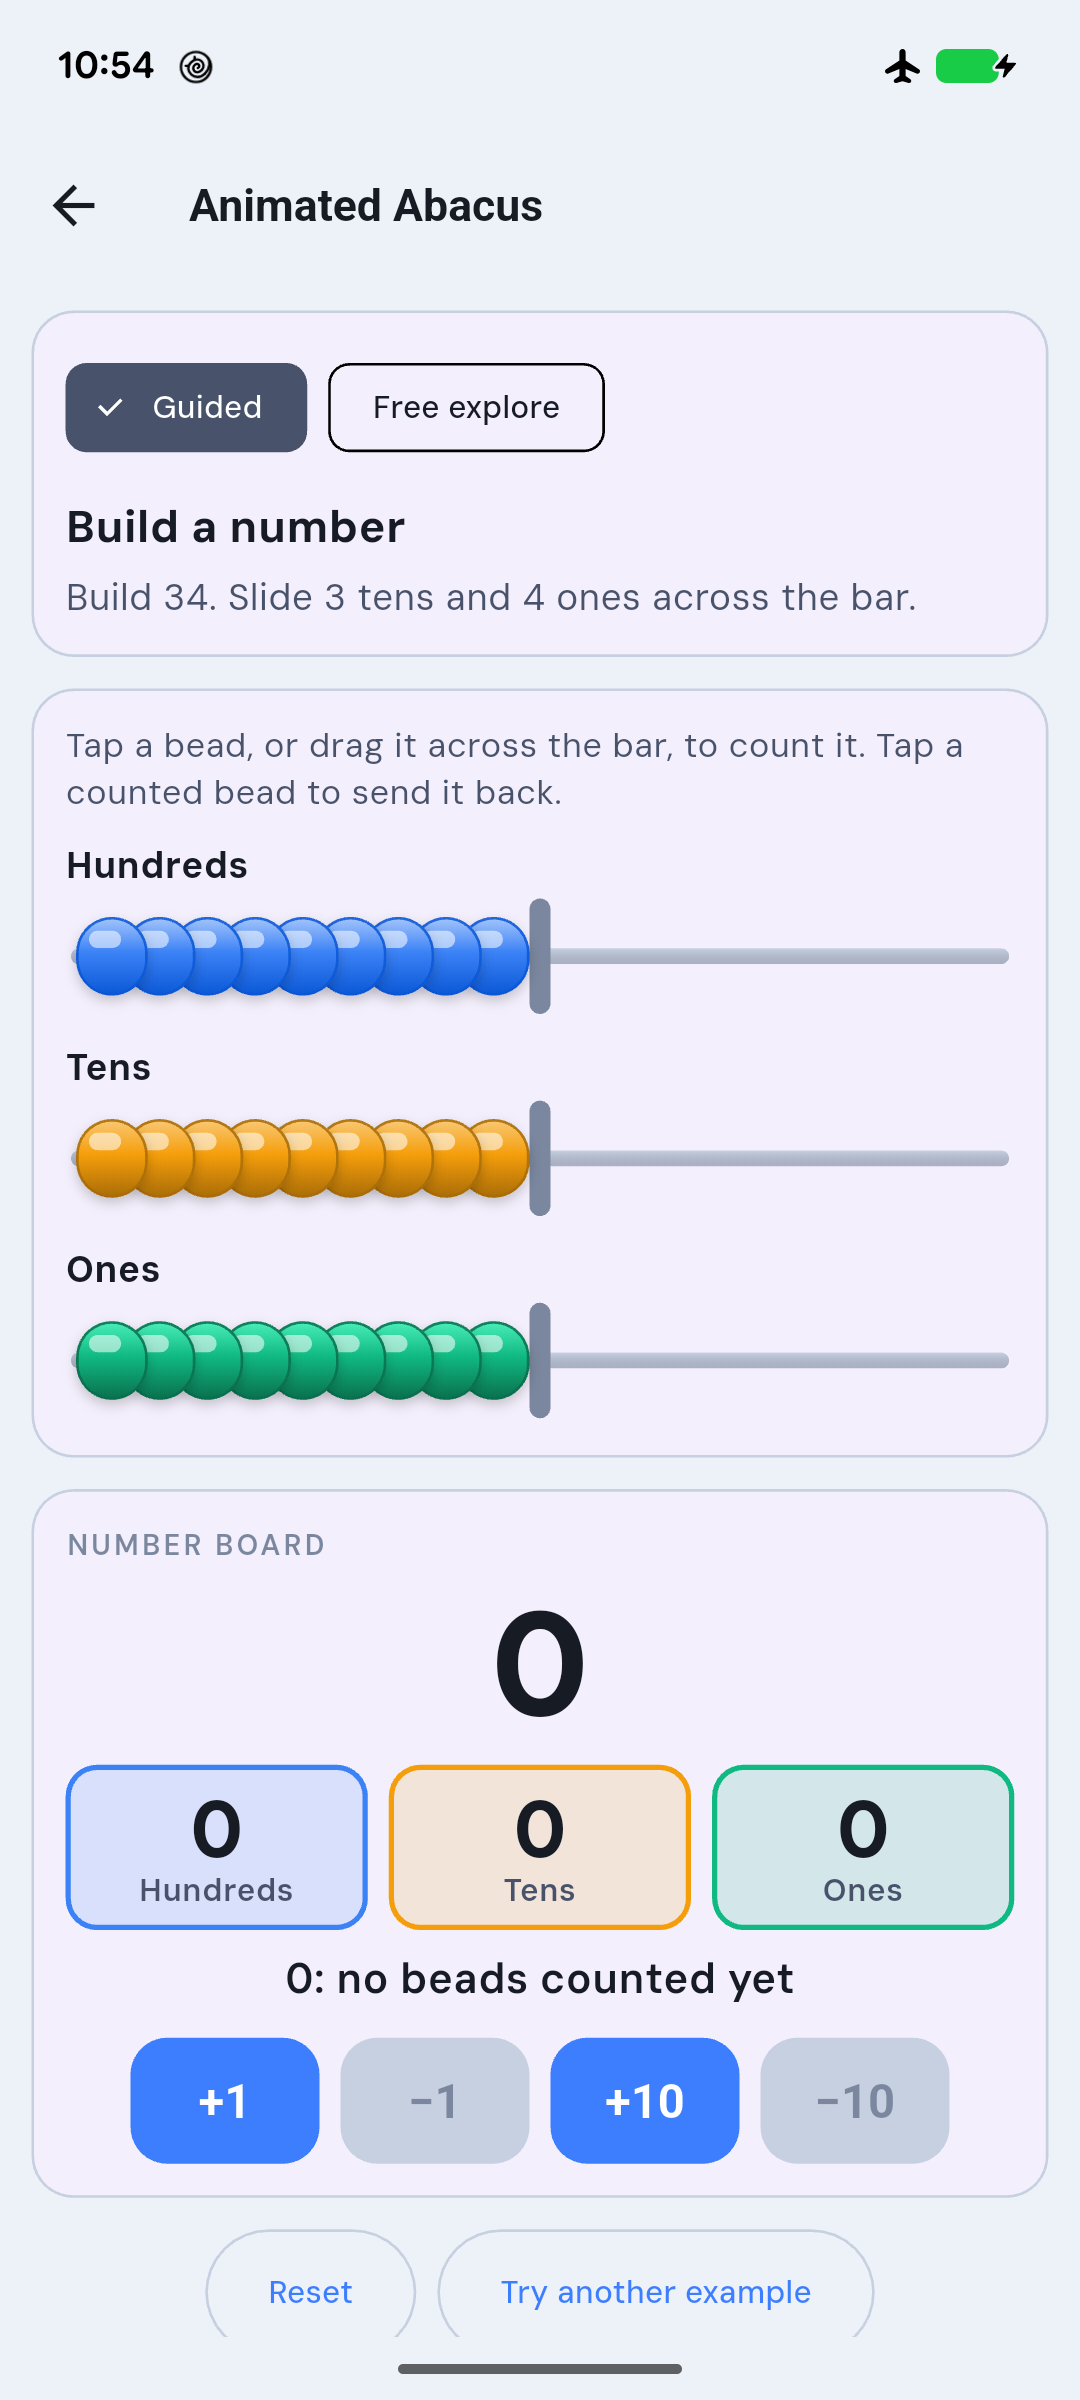 10:54
Animated Abacus
Guided
Free explore
Build a number
Build 34. Slide 3 tens and 4 ones across the bar.
Tap a bead, or drag it across the bar, to count it. Tap a
counted bead to send it back.
Hundreds
Tens
Ones
NUMBER BOARD
0
0
Hundreds
0
Tens
0
Ones
0: no beads counted yet
+1
−1
+10
−10
Reset
Try another example